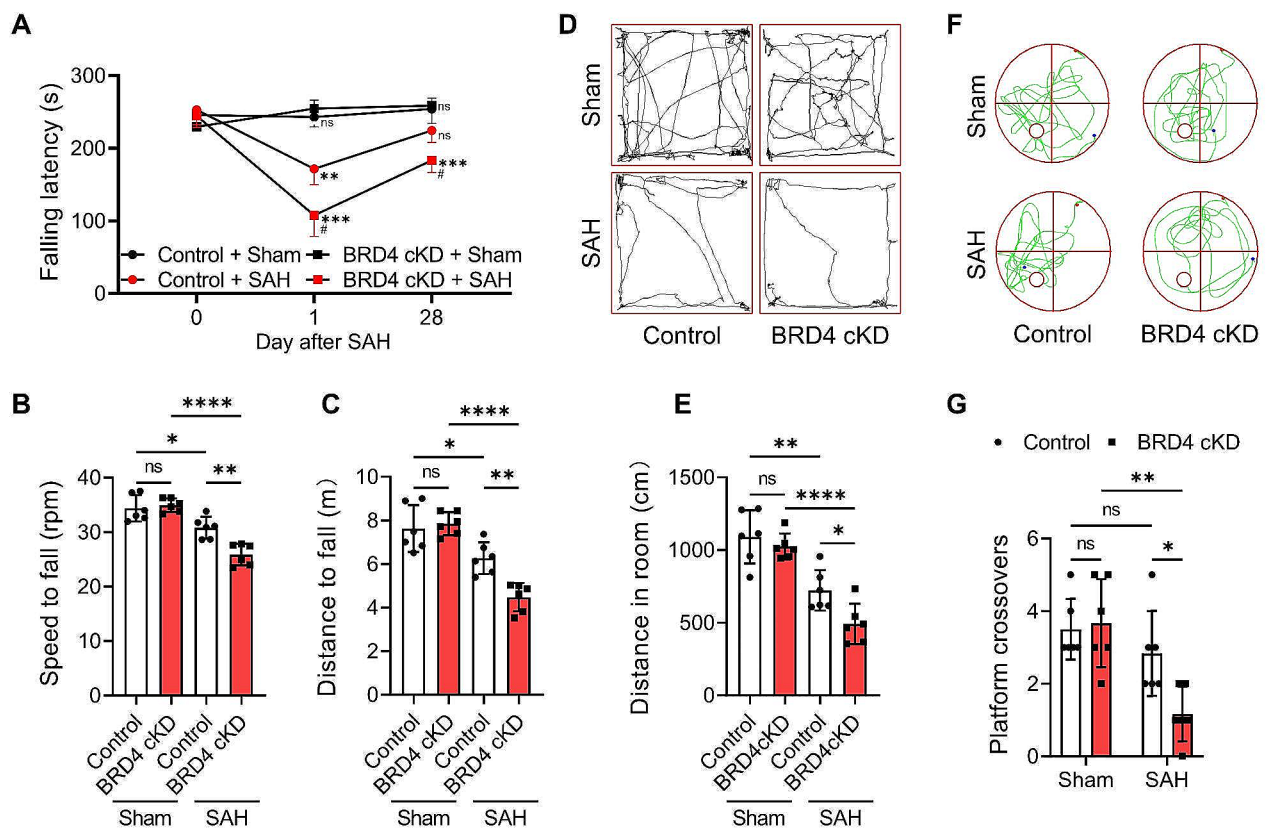 A
Falling latency (s)
300
200
100
0
ns
ns
ns
**
***
#
***
#
Control + Sham
BRD4 cKD + Sham
Control + SAH
BRD4 cKD + SAH
0
1
28
Day after SAH
D
Sham
SAH
Control
BRD4 cKD
F
Sham
SAH
Control
BRD4 cKD
B
Speed to fall (rpm)
40
30
20
10
0
****
*
ns
**
Control
BRD4 cKD
Control
BRD4 cKD
Sham
SAH
C
Distance to fall (m)
10
8
6
4
2
0
****
*
ns
**
Control
BRD4 cKD
Control
BRD4 cKD
Sham
SAH
E
Distance in room (cm)
1500
1000
500
0
**
ns
****
*
Control
BRD4cKD
Control
BRD4cKD
Sham
SAH
G
Control
BRD4 cKD
Platform crossovers
6
4
2
0
**
ns
ns
*
Sham
SAH